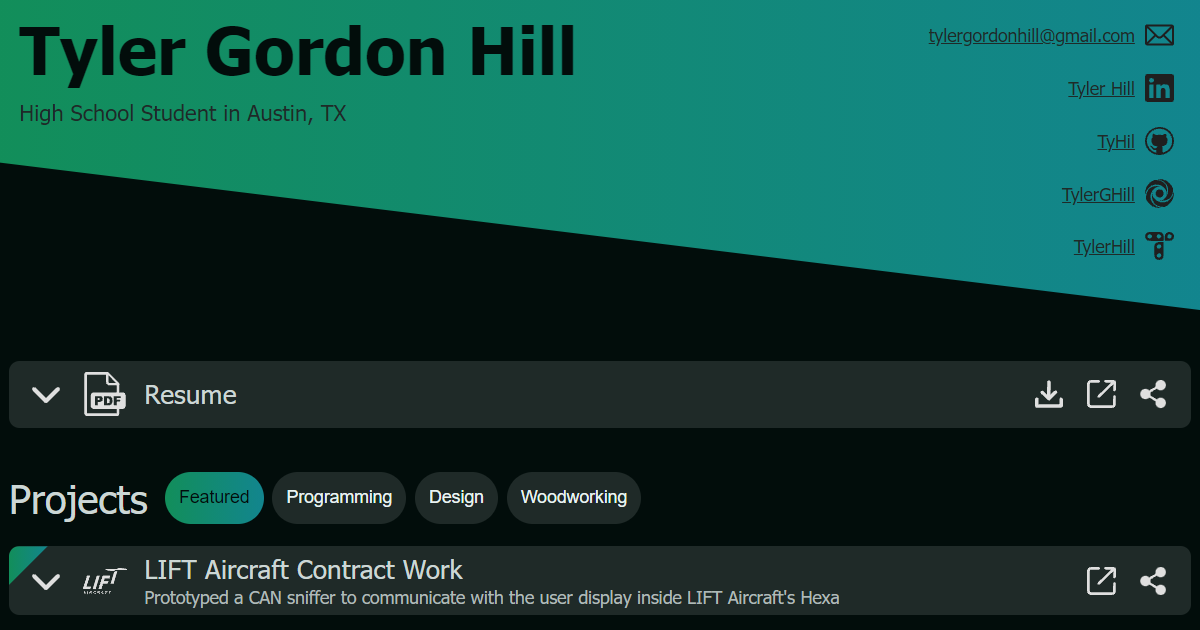 Tyler Gordon Hill
High School Student in Austin, TX
tylergordonhill@gmail.com
Tyler Hill
in
TyHil
TylerGHill
TylerHill
PDF
Resume
Projects
Featured
Programming
Design
Woodworking
LIFT
AIRCRAFT
LIFT Aircraft Contract Work
Prototyped a CAN sniffer to communicate with the user display inside LIFT Aircraft's Hexa